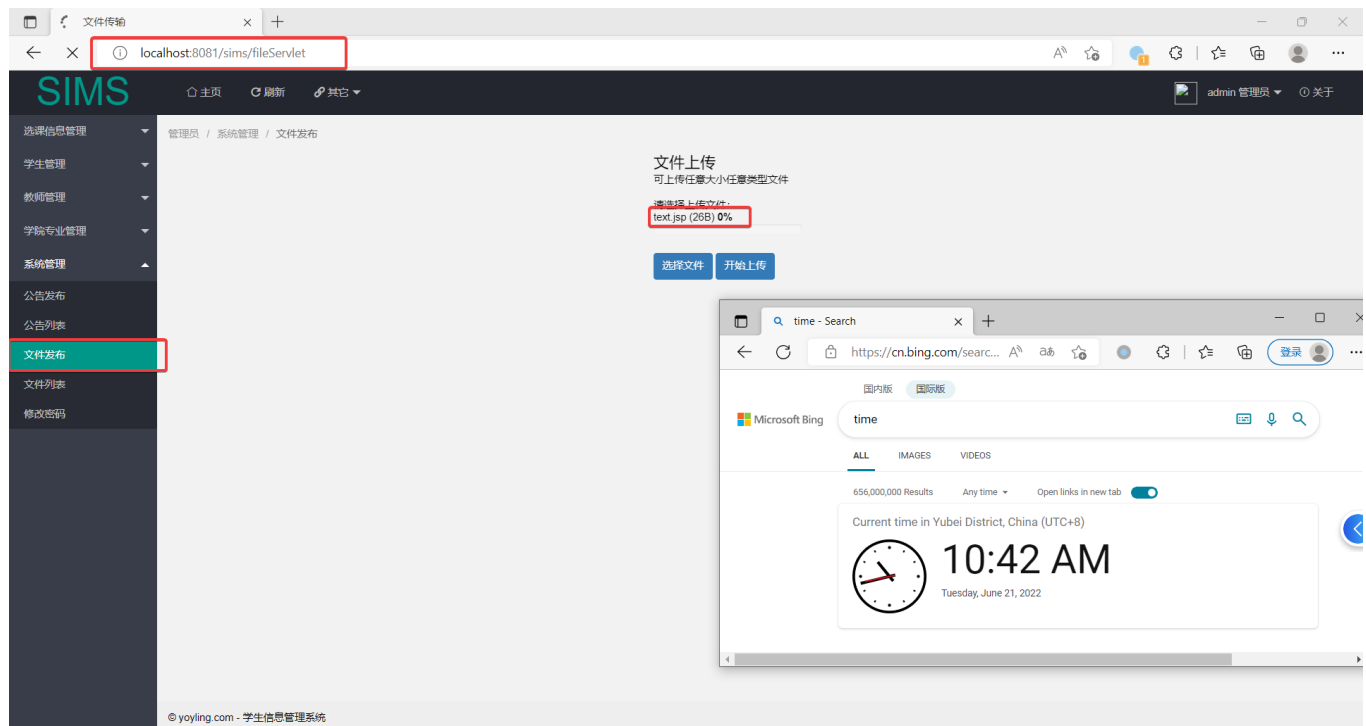 文件传输
localhost:8081/sims/fileServlet
1
SIMS
主页 刷新 其它
admin 管理员 关于
选课信息管理
学生管理
教师管理
学院专业管理
系统管理
公告发布
公告列表
文件发布
文件列表
修改密码
管理员 / 系统管理 / 文件发布
文件上传
可上传任意大小任意类型文件
请选择上传文件:
text.jsp (26B) 0%
选择文件 开始上传
time - Search
https://cn.bing.com/searc...
登录
国内版 国际版
Microsoft Bing
time
ALL IMAGES VIDEOS
656,000,000 Results Any time Open links in new tab
Current time in Yubei District, China (UTC+8)
10:42 AM
Tuesday, June 21, 2022
© yoyling.com - 学生信息管理系统